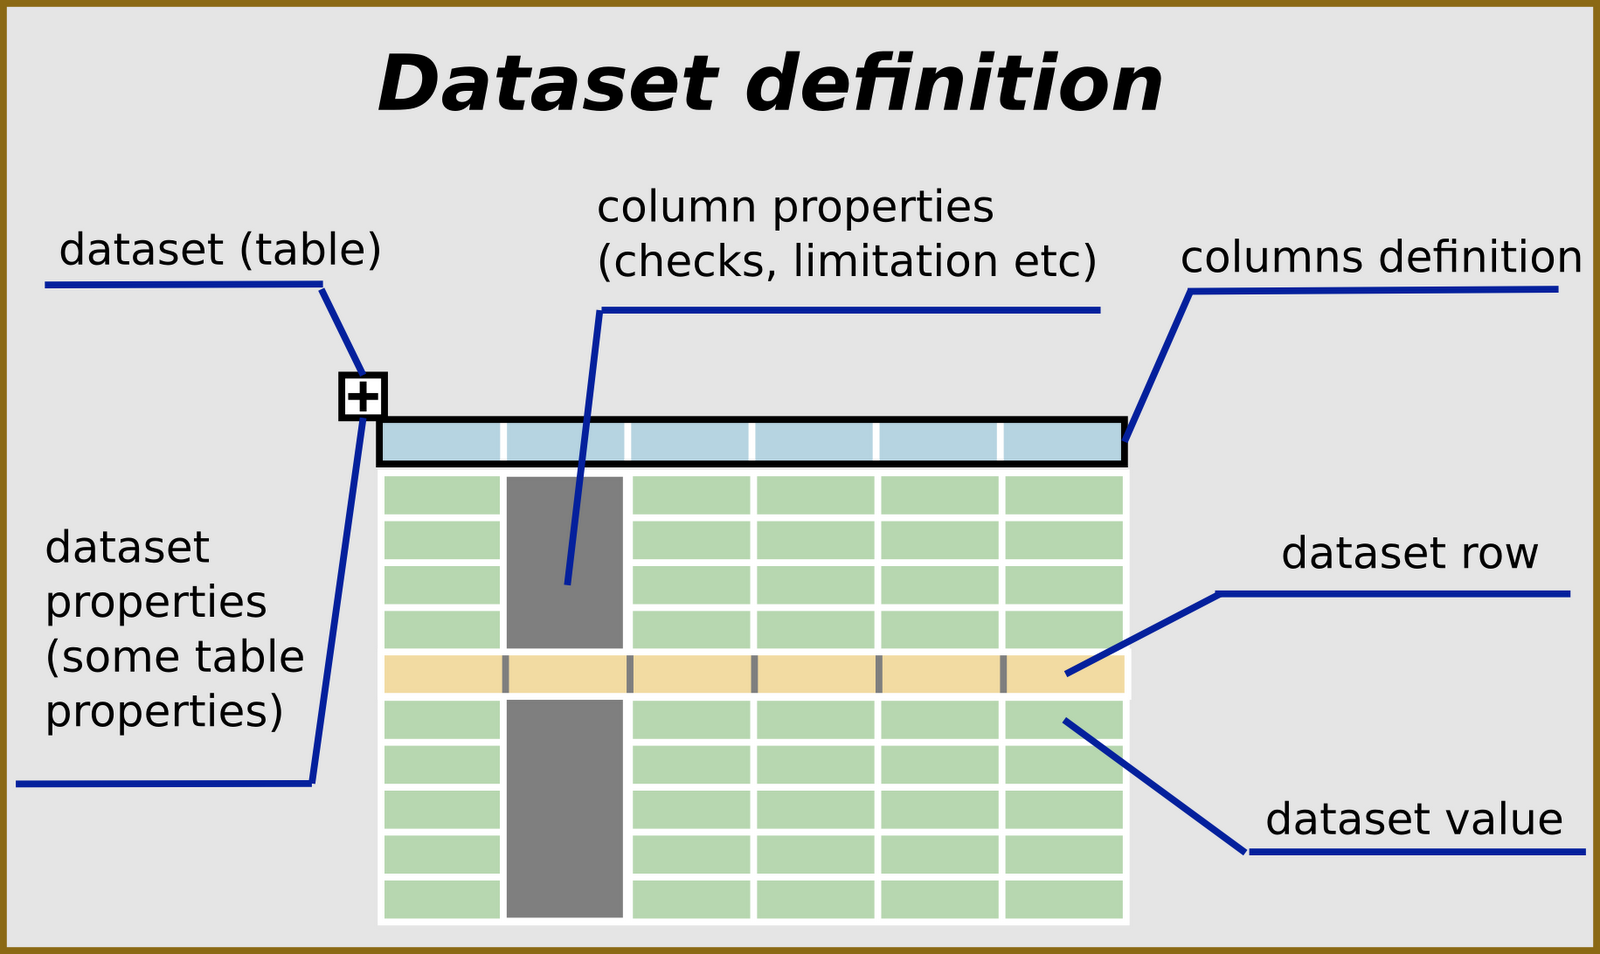 Dataset definition
column properties
(checks, limitation etc)
dataset (table)
columns definition
dataset
properties
(some table
properties)
dataset row
dataset value